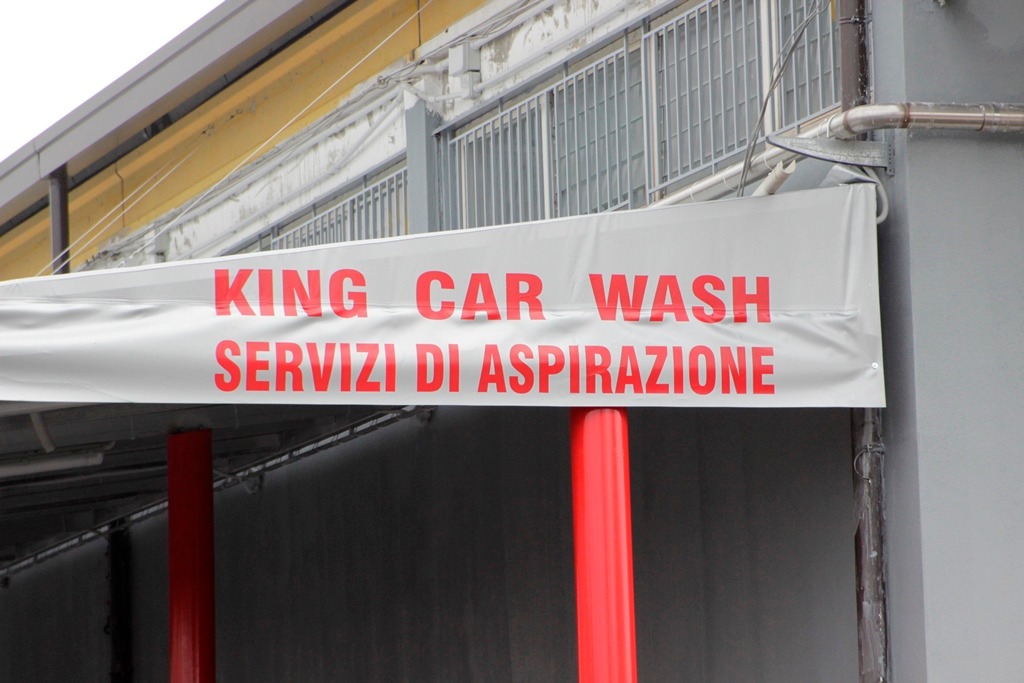 KING CAR WASH
SERVIZI DI ASPIRAZIONE